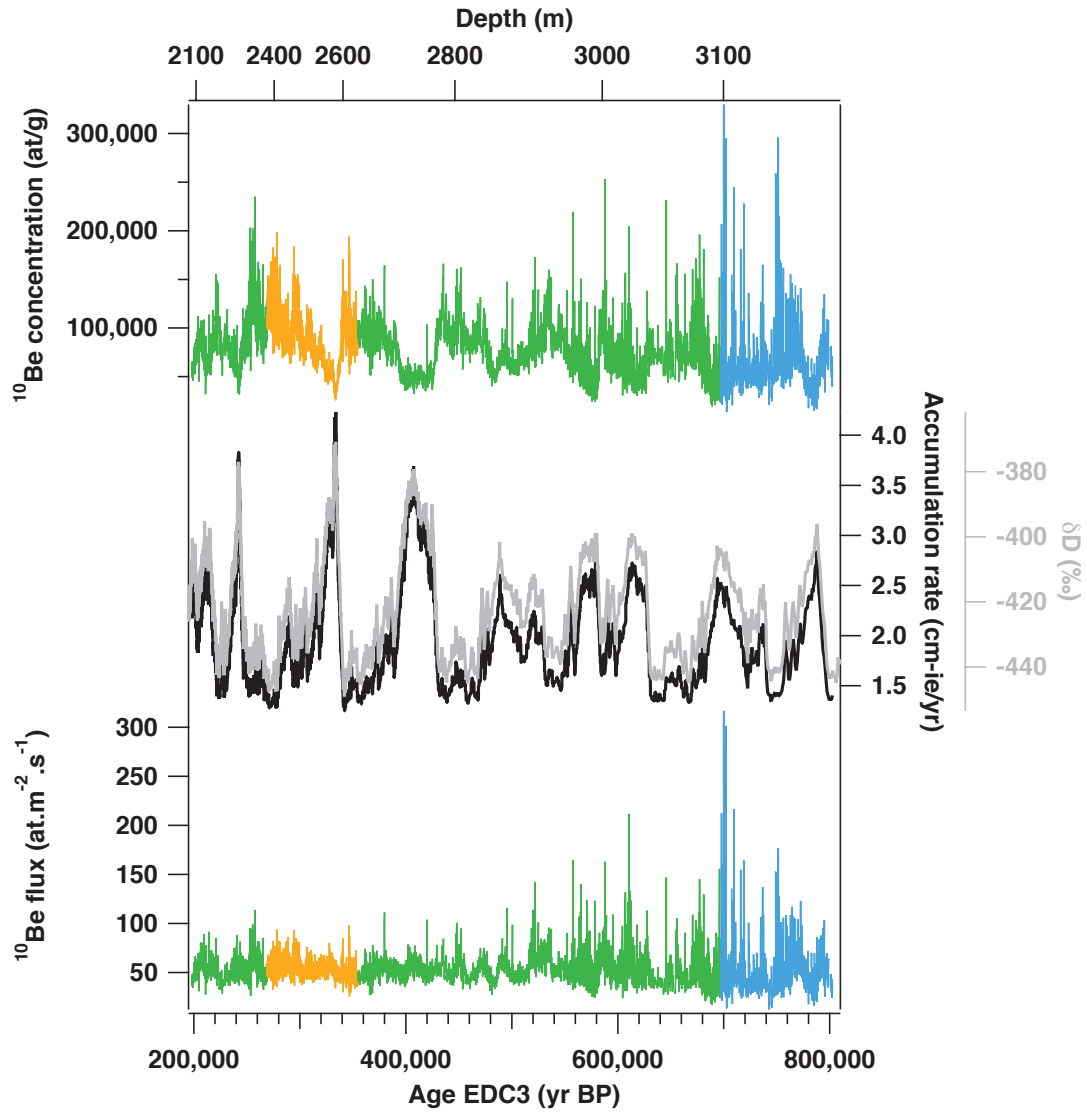 Depth (m)
2100 2400 2600 2800 3000 3100
¹⁰Be concentration (at/g)
300,000
200,000
100,000
Accumulation rate (cm-ie/yr)
4.0
3.5
3.0
2.5
2.0
1.5
δD (‰)
-380
-400
-420
-440
¹⁰Be flux (at.m⁻².s⁻¹)
300
250
200
150
100
50
200,000 400,000 600,000 800,000
Age EDC3 (yr BP)